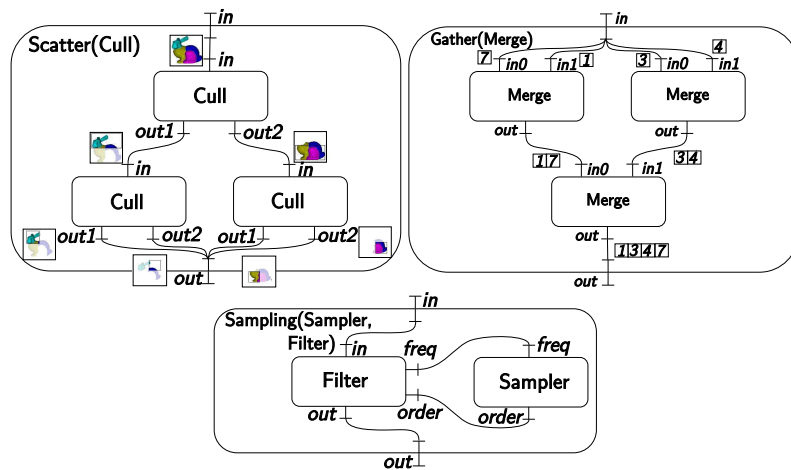 in
Scatter(Cull)
in
Cull
out1 out2
in in
Cull Cull
out1 out2 out1 out2
out
in
Gather(Merge)
7 in0 in1 1 3 in0 in1 4
Merge Merge
out out
1 7 in0 in1 3 4
Merge
out
1 3 4 7
out
in
Sampling(Sampler,
Filter)
in freq freq
Filter Sampler
out order order
out